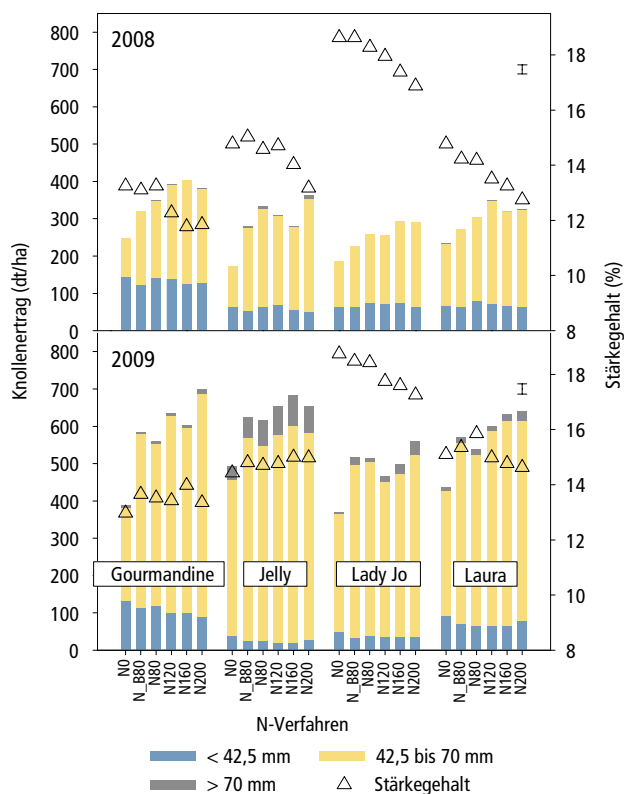 2008
800
700
600
500
400
300
200
100
0
18
16
14
12
10
8
Knollenertrag (dt/ha)
Stärkegehalt (%)
2009
800
700
600
500
400
300
200
100
0
18
16
14
12
10
8
Gourmandine
Jelly
Lady Jo
Laura
N0
N_B80
N80
N120
N160
N200
N0
N_B80
N80
N120
N160
N200
N0
N_B80
N80
N120
N160
N200
N0
N_B80
N80
N120
N160
N200
N-Verfahren
< 42,5 mm
42,5 bis 70 mm
> 70 mm
Stärkegehalt